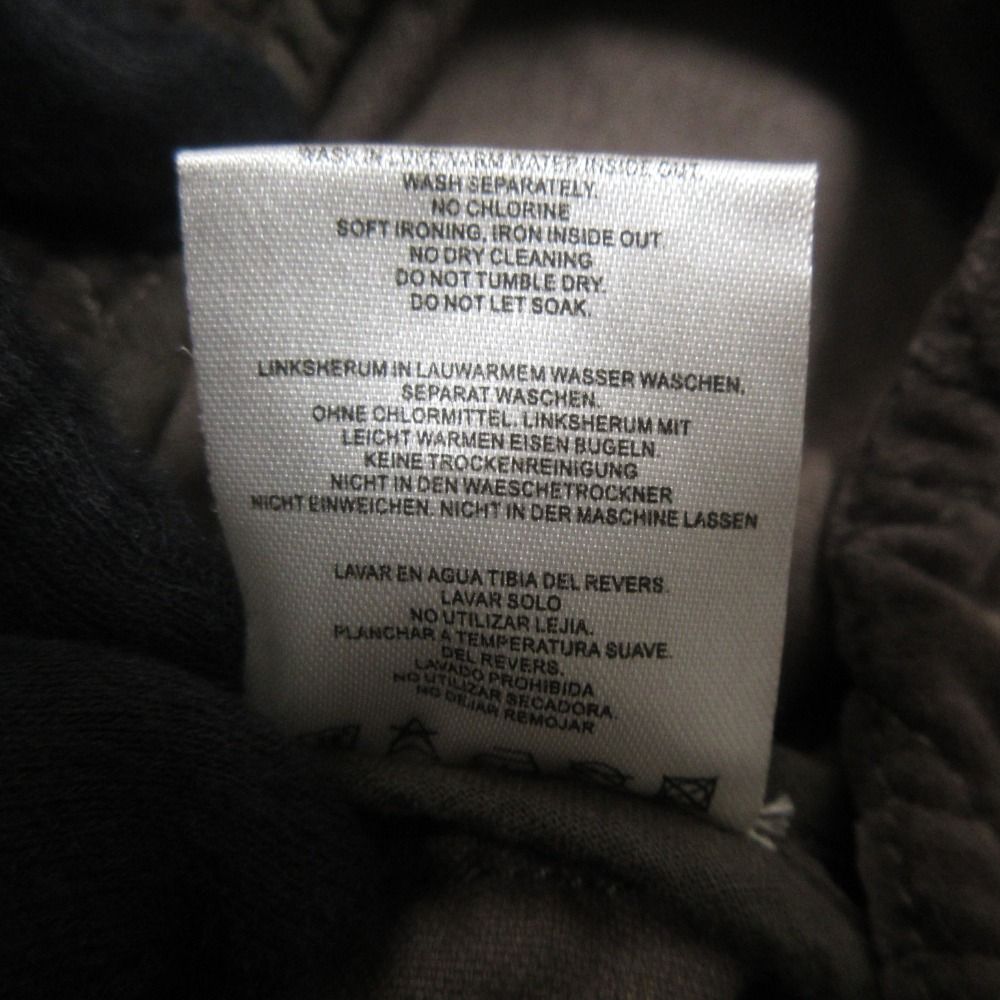 WASH IN LUKEWARM WATER INSIDE OUT.
WASH SEPARATELY.
NO CHLORINE
SOFT IRONING, IRON INSIDE OUT
NO DRY CLEANING
DO NOT TUMBLE DRY.
DO NOT LET SOAK.
LINKSHERUM IN LAUWARMEM WASSER WASCHEN.
SEPARAT WASCHEN.
OHNE CHLORMITTEL. LINKSHERUM MIT
LEICHT WARMEN EISEN BUGELN.
KEINE TROCKENREINIGUNG
NICHT IN DEN WAESCHETROCKNER
NICHT EINWEICHEN. NICHT IN DER MASCHINE LASSEN
LAVAR EN AGUA TIBIA DEL REVERS.
LAVAR SOLO
NO UTILIZAR LEJIA.
PLANCHAR A TEMPERATURA SUAVE.
DEL REVERS.
LAVADO PROHIBIDA
NO UTILIZAR SECADORA.
NO DEJAR REMOJAR